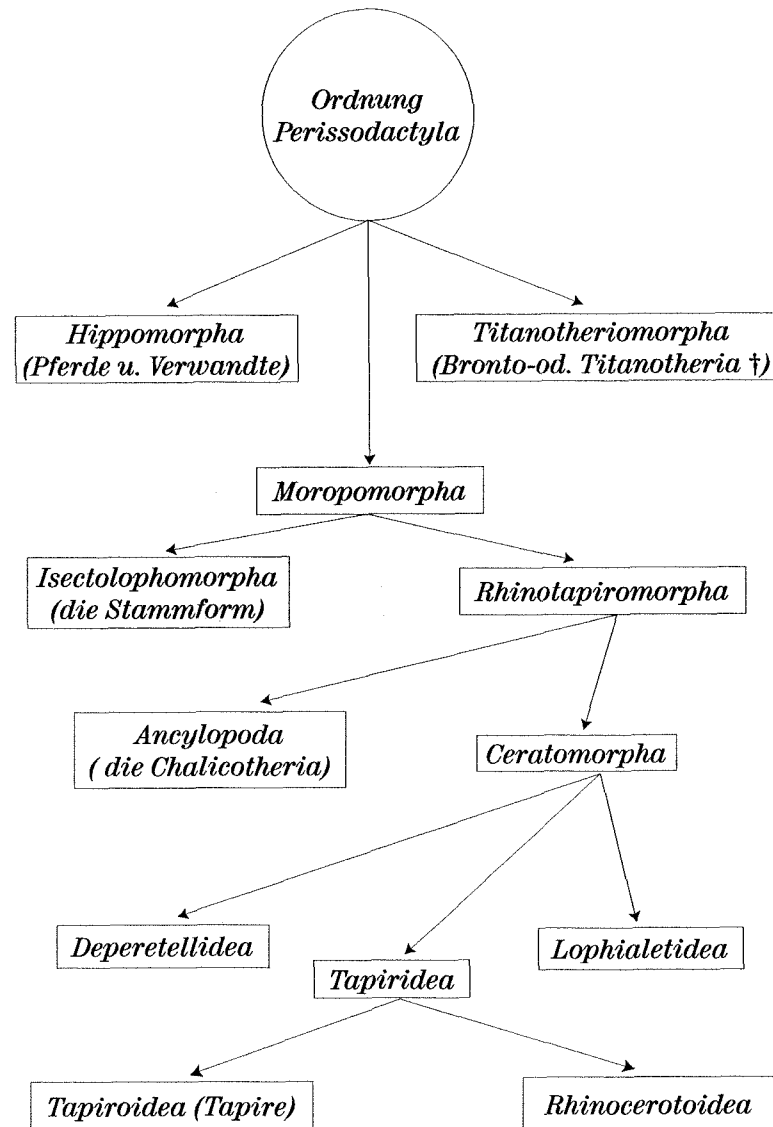 Ordnung
Perissodactyla
Hippomorpha
(Pferde u. Verwandte)
Titanotheriomorpha
(Bronto-od. Titanotheria †)
Moropomorpha
Isectolophomorpha
(die Stammform)
Rhinotapiromorpha
Ancylopoda
( die Chalicotheria)
Ceratomorpha
Deperetellidea
Lophialetidea
Tapiridea
Tapiroidea (Tapire)
Rhinocerotoidea